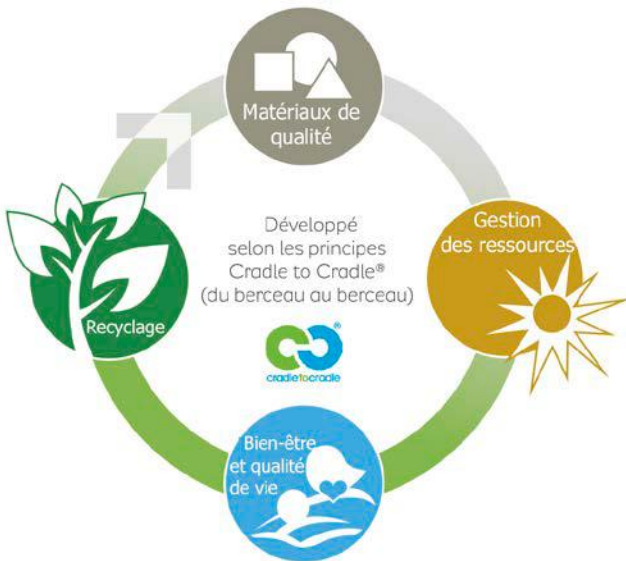 Matériaux de
qualité
Gestion
des ressources
Développé
selon les principes
Cradle to Cradle®
(du berceau au berceau)
Recyclage
®
cradletocradle
Bien-être
et qualité
de vie